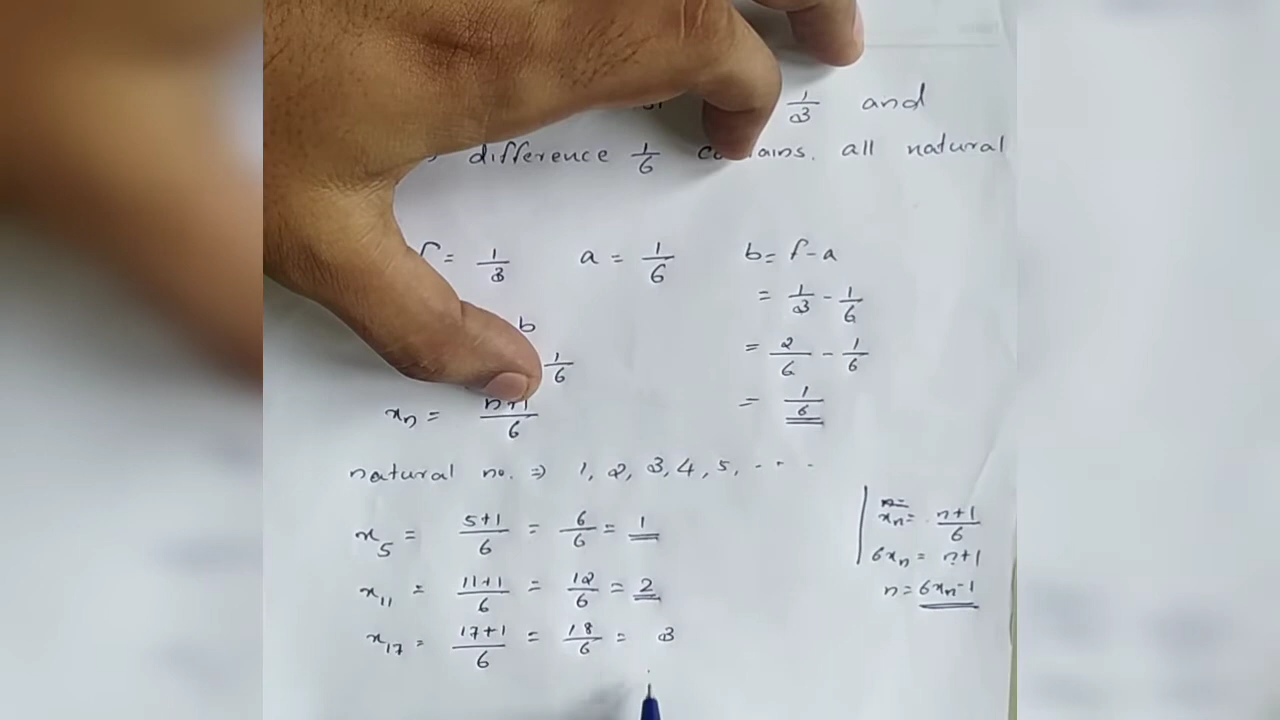 1/3 and
difference 1/6 all natural
f = 1/3 a = 1/6 b = f - a
= 1/3 - 1/6
b
1/6
= 2/6 - 1/6
xₙ = n+1/6
= 1/6
natural no. ⇒ 1, 2, 3, 4, 5, . . . .
x₅ = 5+1/6 = 6/6 = 1
x₁₁ = 11+1/6 = 12/6 = 2
x₁₇ = 17+1/6 = 18/6 = 3
xₙ = n+1/6
6xₙ = n+1
n = 6xₙ-1